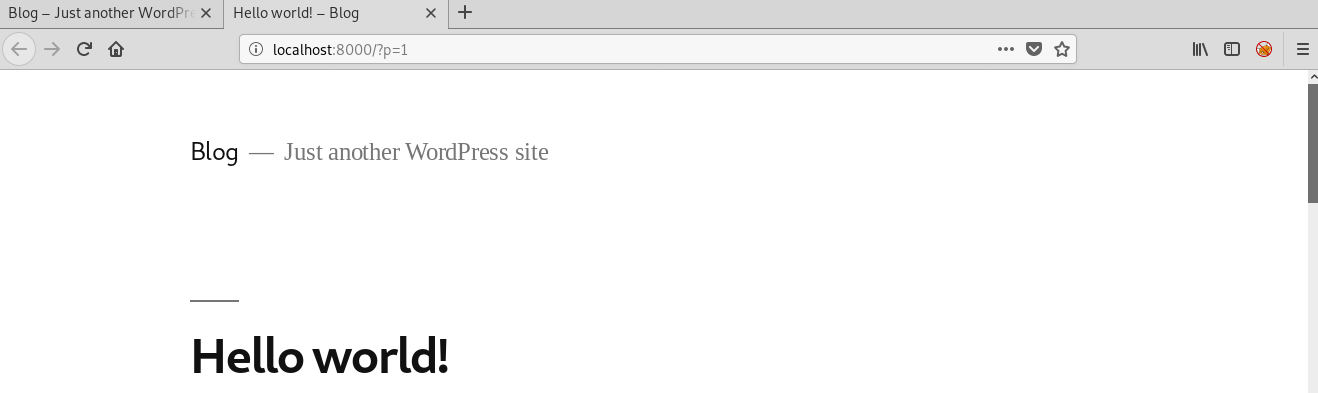 Blog – Just another WordPre
Hello world! – Blog
localhost:8000/?p=1
Blog — Just another WordPress site
Hello world!